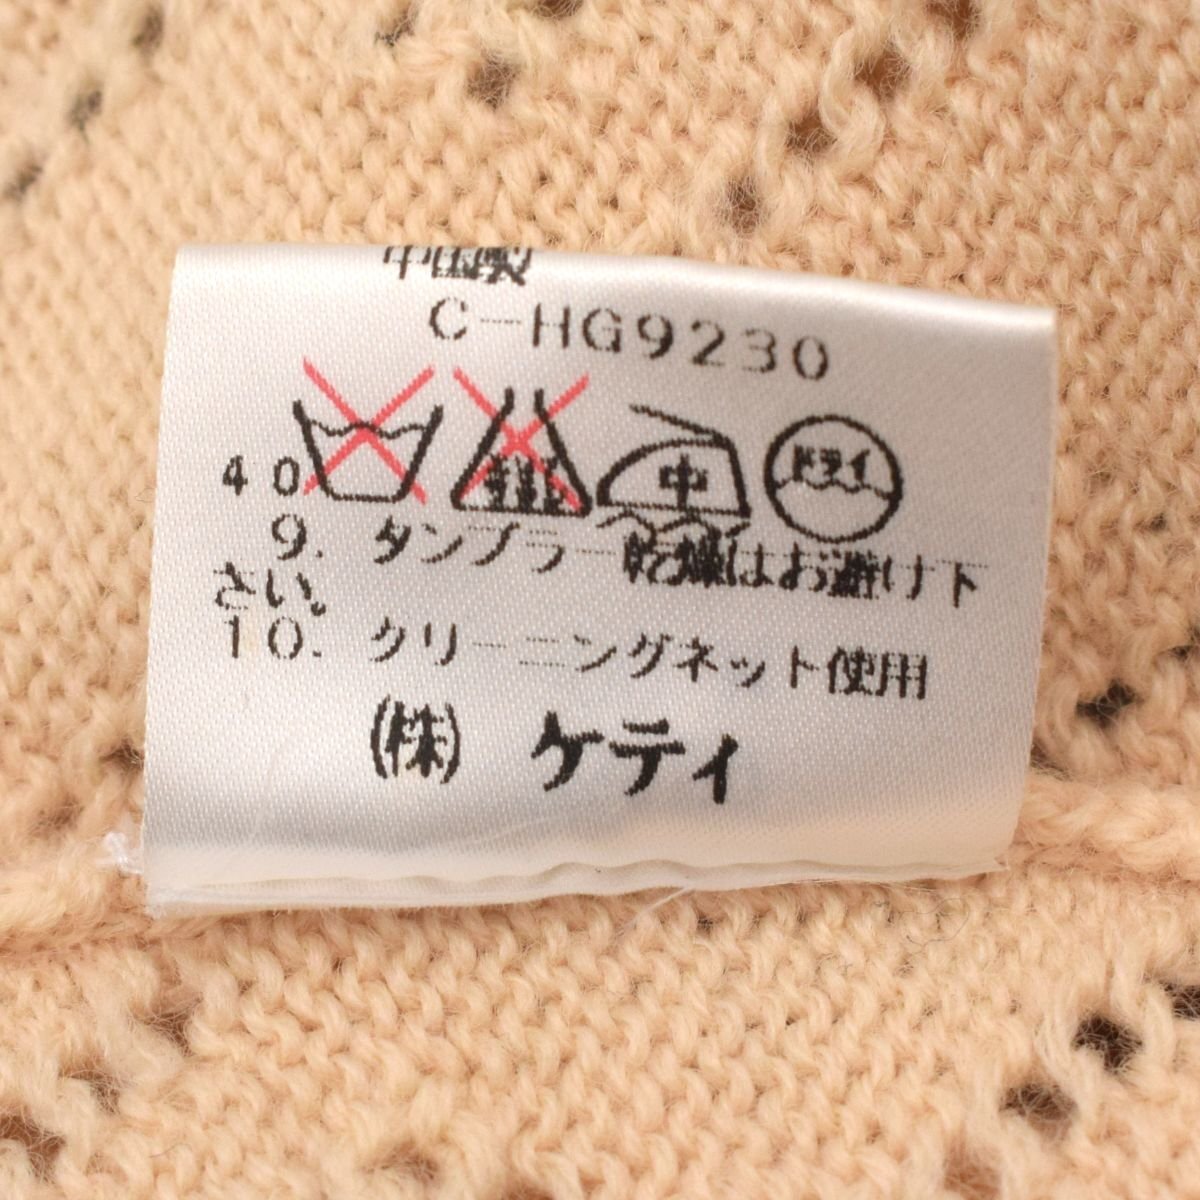 中国製
C-HG9230
40 中 ドライ
9. タンブラー乾燥はお避け下
さい。
10. クリーニングネット使用
(株) ケティ